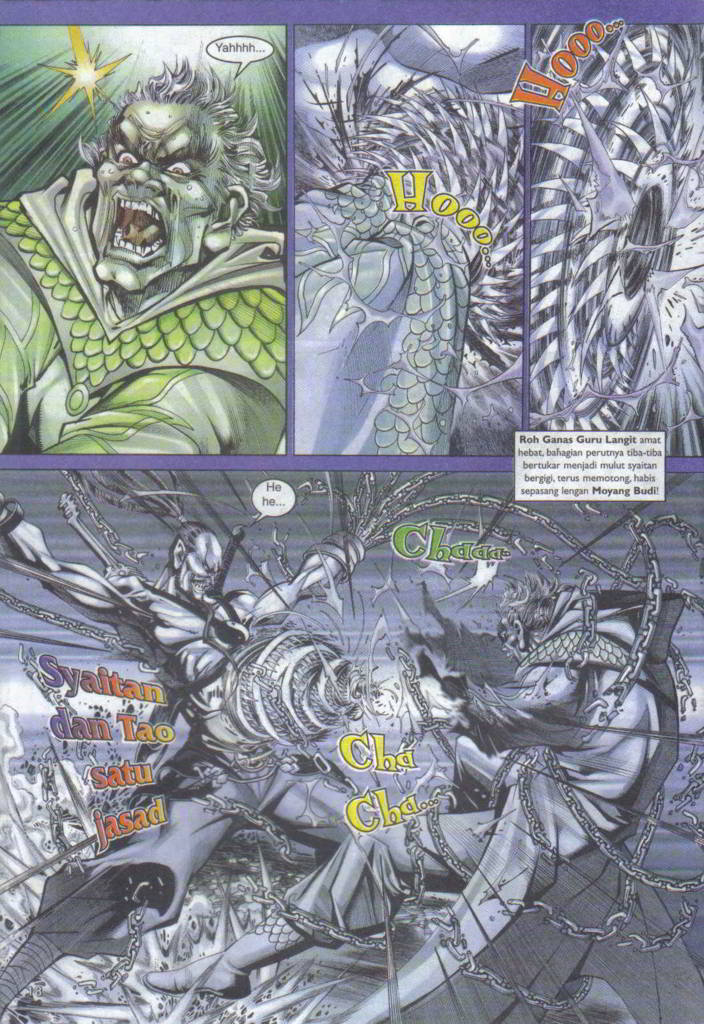 Yahhhh...
Hooo...
Hooo...
Roh Ganas Guru Langit amat
hebat, bahagian perutnya tiba-tiba
bertukar menjadi mulut syaitan
bergigi, terus memotong, habis
sepasang lengan Moyang Budi!
He
he...
Chaaa...
Syaitan
dan Tao
satu
jasad
Cha
Cha...
18